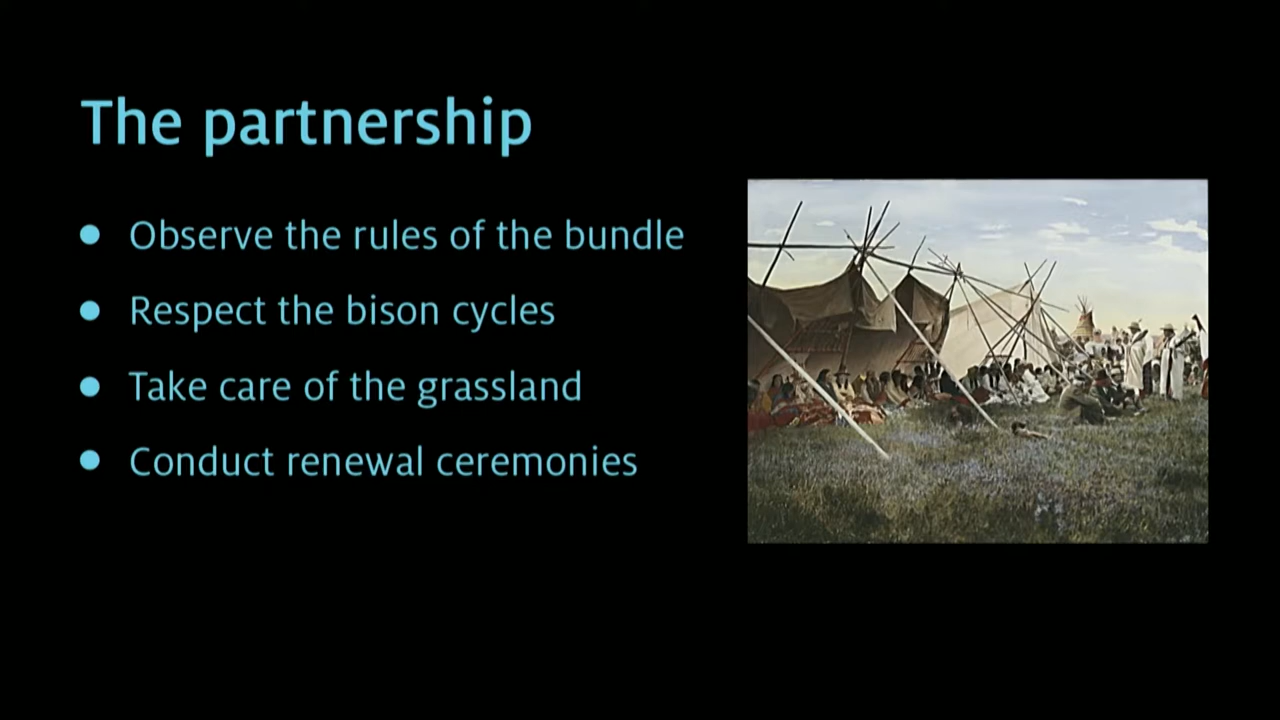 The partnership
Observe the rules of the bundle
Respect the bison cycles
Take care of the grassland
Conduct renewal ceremonies